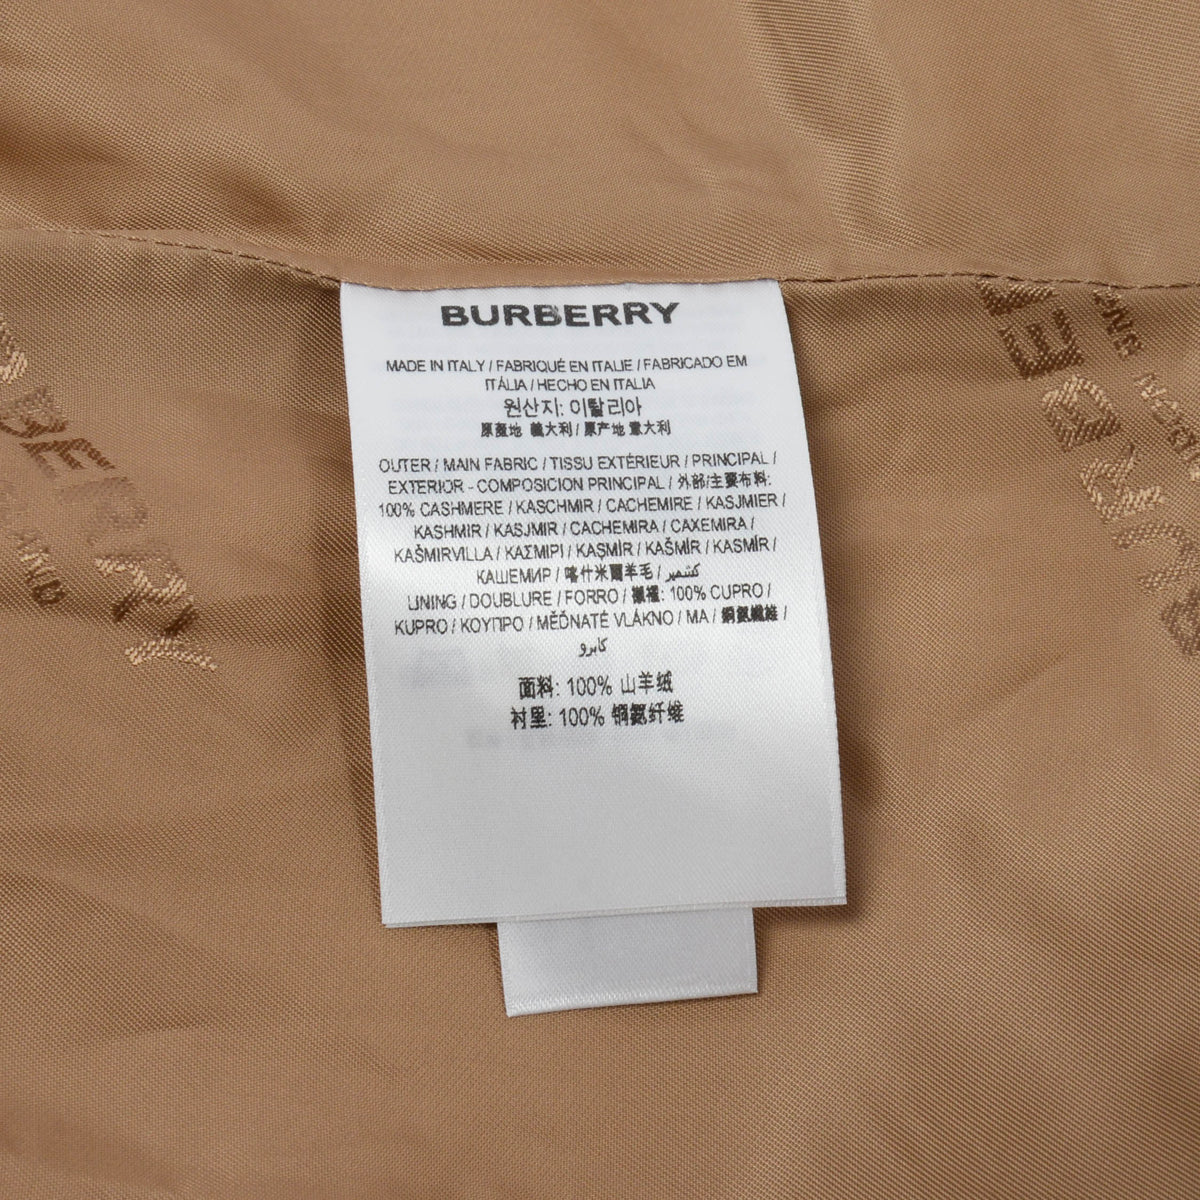 BURBERRY
MADE IN ITALY / FABRIQUÉ EN ITALIE / FABRICADO EM
ITÁLIA / HECHO EN ITALIA
원산지: 이탈리아
原產地 義大利 / 原产地 意大利
OUTER / MAIN FABRIC / TISSU EXTÉRIEUR / PRINCIPAL /
EXTERIOR - COMPOSICION PRINCIPAL / 外部/主要布料:
100% CASHMERE / KASCHMIR / CACHEMIRE / KASJMIER /
KASHMIR / KASJMIR / CACHEMIRA / CAXEMIRA /
KAŠMIRVILLA / ΚΑΣΜΙΡΙ / KAŞMİR / KAŠMÍR / KASMÍR /
КАШЕМИР / 喀什米爾羊毛 / كشمير
LINING / DOUBLURE / FORRO / 襯裡: 100% CUPRO /
KUPRO / ΚΟΥΠΡΟ / MĚĎNATÉ VLÁKNO / MA / 銅氨纖維 /
كابرو
面料: 100% 山羊绒
衬里: 100% 铜氨纤维